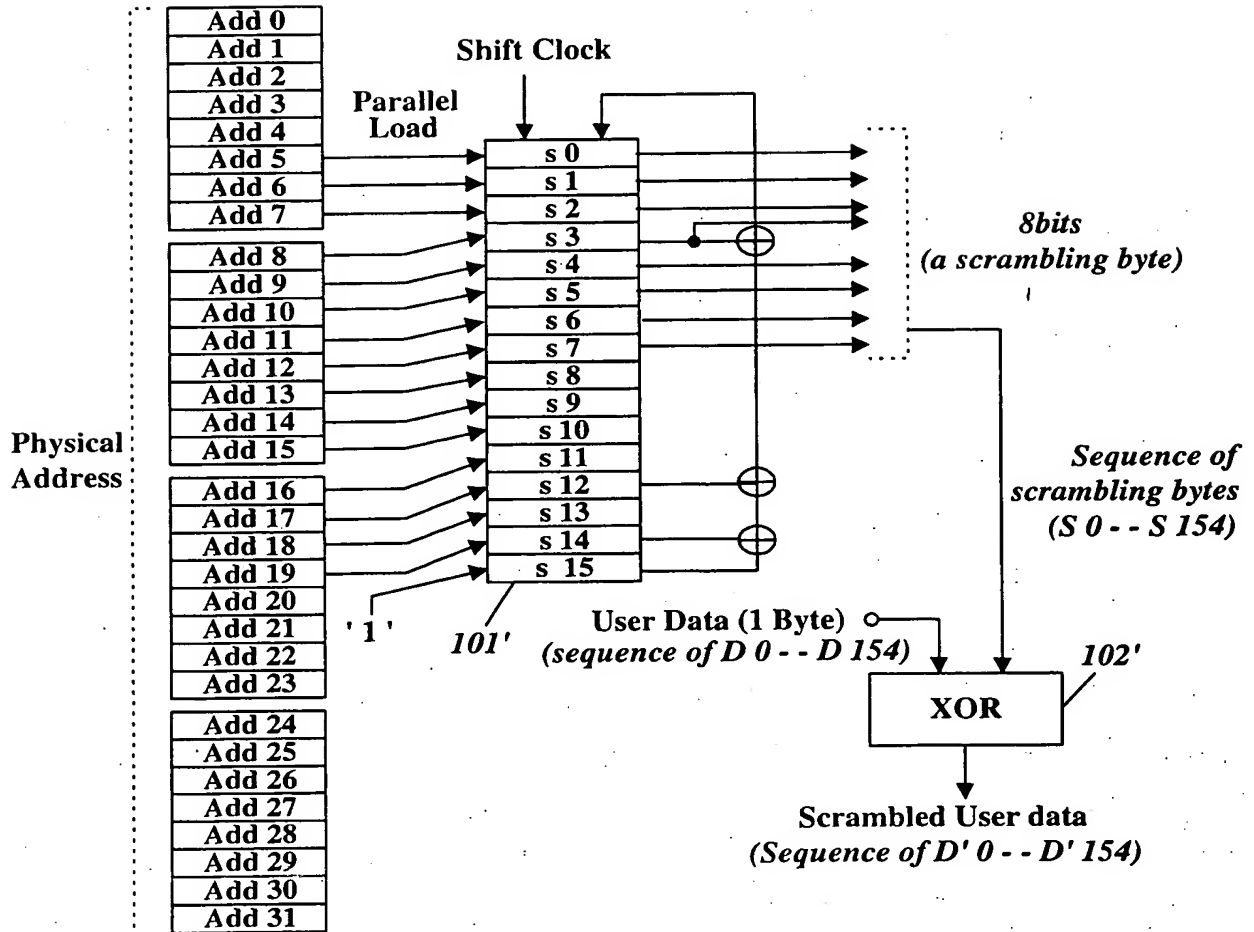 Add 0
Add 1
Add 2
Add 3
Add 4
Add 5
Add 6
Add 7
Add 8
Add 9
Add 10
Add 11
Add 12
Add 13
Add 14
Add 15
Add 16
Add 17
Add 18
Add 19
Add 20
Add 21
Add 22
Add 23
Add 24
Add 25
Add 26
Add 27
Add 28
Add 29
Add 30
Add 31
Physical
Address
Parallel
Load
Shift Clock
s 0
s 1
s 2
s 3
s 4
s 5
s 6
s 7
s 8
s 9
s 10
s 11
s 12
s 13
s 14
s 15
'1'
101'
8bits
(a scrambling byte)
Sequence of
scrambling bytes
(S 0 - - S 154)
User Data (1 Byte)
(sequence of D 0 - - D 154)
102'
XOR
Scrambled User data
(Sequence of D' 0 - - D' 154)